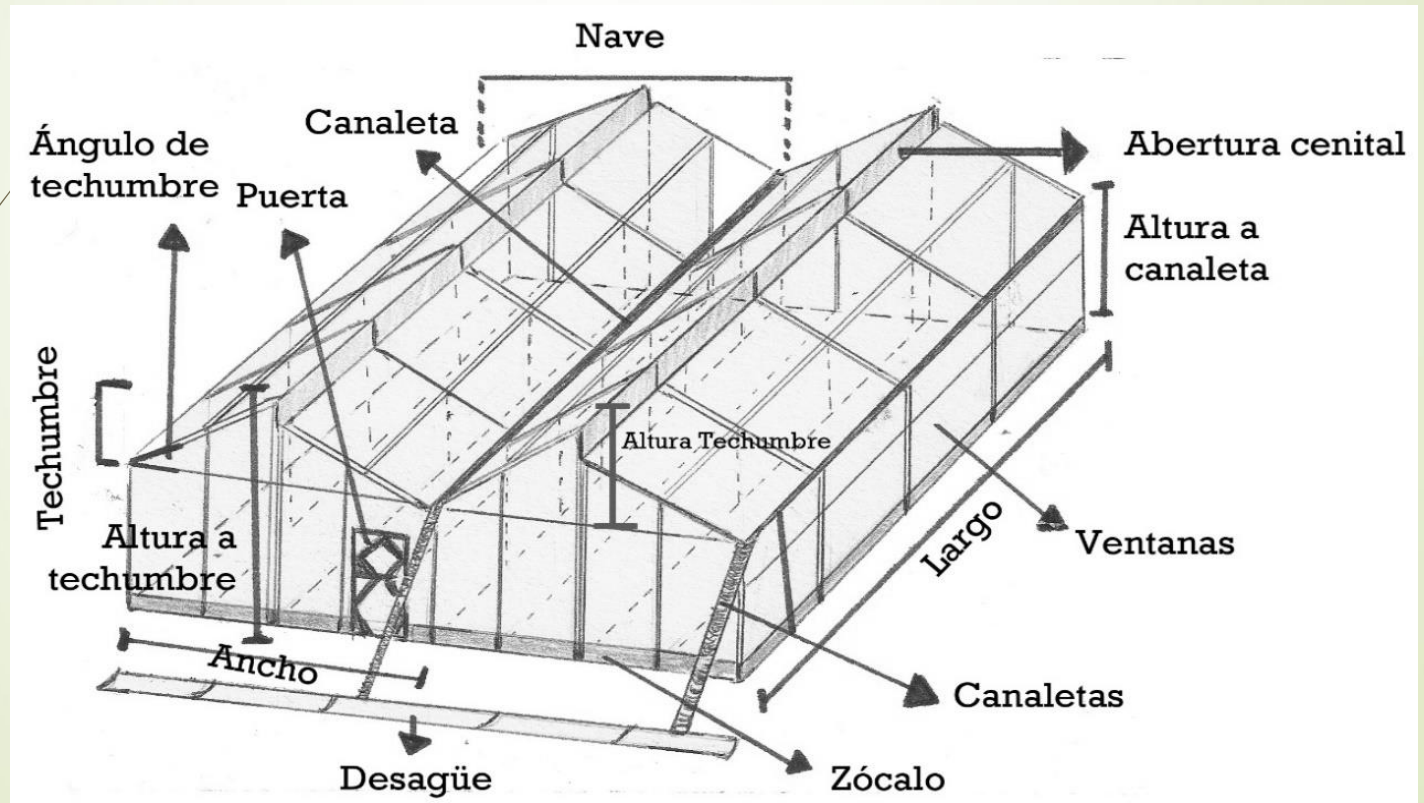 Nave
Canaleta
Ángulo de
techumbre
Puerta
Abertura cenital
Altura a
canaleta
Techumbre
Altura Techumbre
Altura a
techumbre
Largo
Ventanas
Ancho
Canaletas
Desagüe
Zócalo